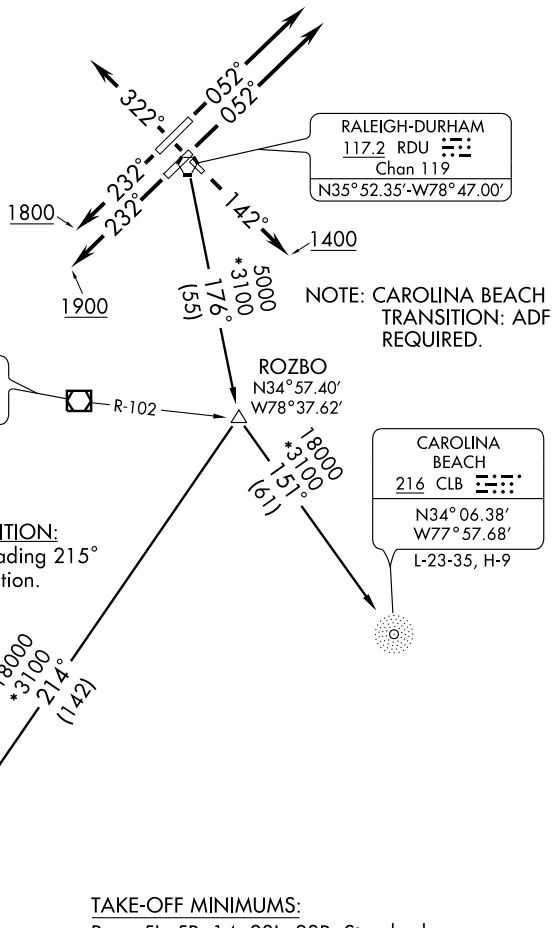 052°
052°
322°
232°
232°
142°
1800
1900
1400
RALEIGH-DURHAM
117.2 RDU
Chan 119
N35°52.35'-W78°47.00'
5000
*3100
176°
(55)
NOTE: CAROLINA BEACH
TRANSITION: ADF
REQUIRED.
ROZBO
N34°57.40'
W78°37.62'
R-102
18000
*3100
151°
(61)
CAROLINA
BEACH
216 CLB
N34°06.38'
W77°57.68'
L-23-35, H-9
ITION:
ading 215°
tion.
18000
*3100
214°
(142)
TAKE-OFF MINIMUMS: